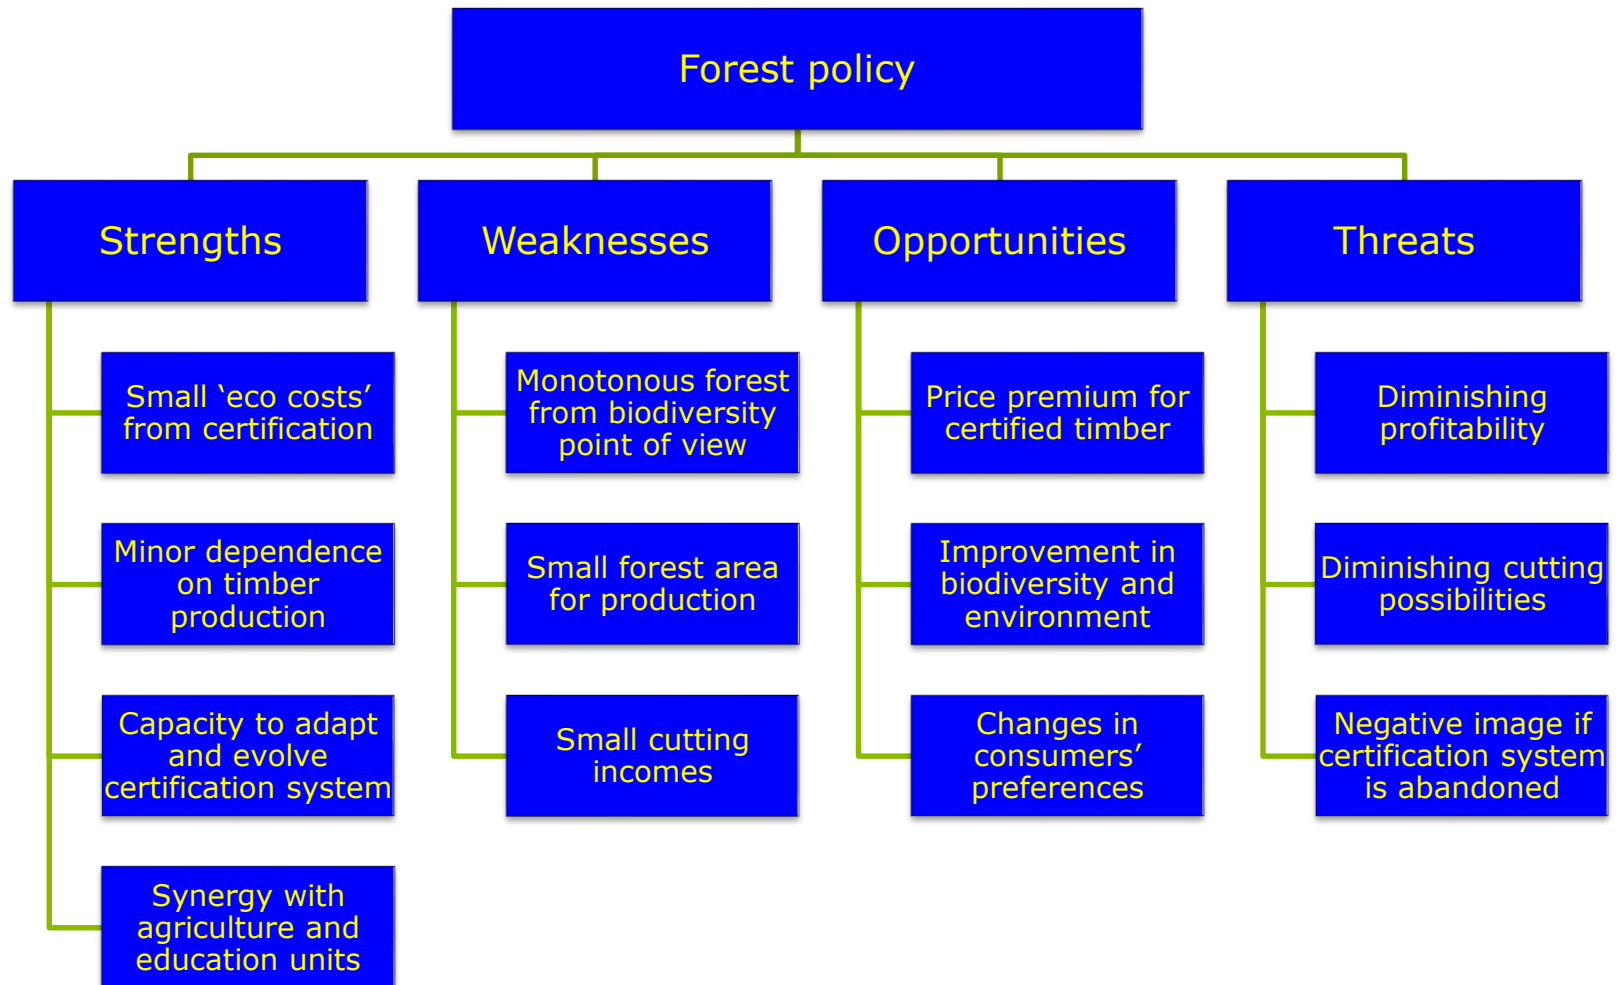 Forest policy
Strengths
Weaknesses
Opportunities
Threats
Small ‘eco costs’
from certification
Minor dependence
on timber
production
Capacity to adapt
and evolve
certification system
Synergy with
agriculture and
education units
Monotonous forest
from biodiversity
point of view
Small forest area
for production
Small cutting
incomes
Price premium for
certified timber
Improvement in
biodiversity and
environment
Changes in
consumers’
preferences
Diminishing
profitability
Diminishing cutting
possibilities
Negative image if
certification system
is abandoned